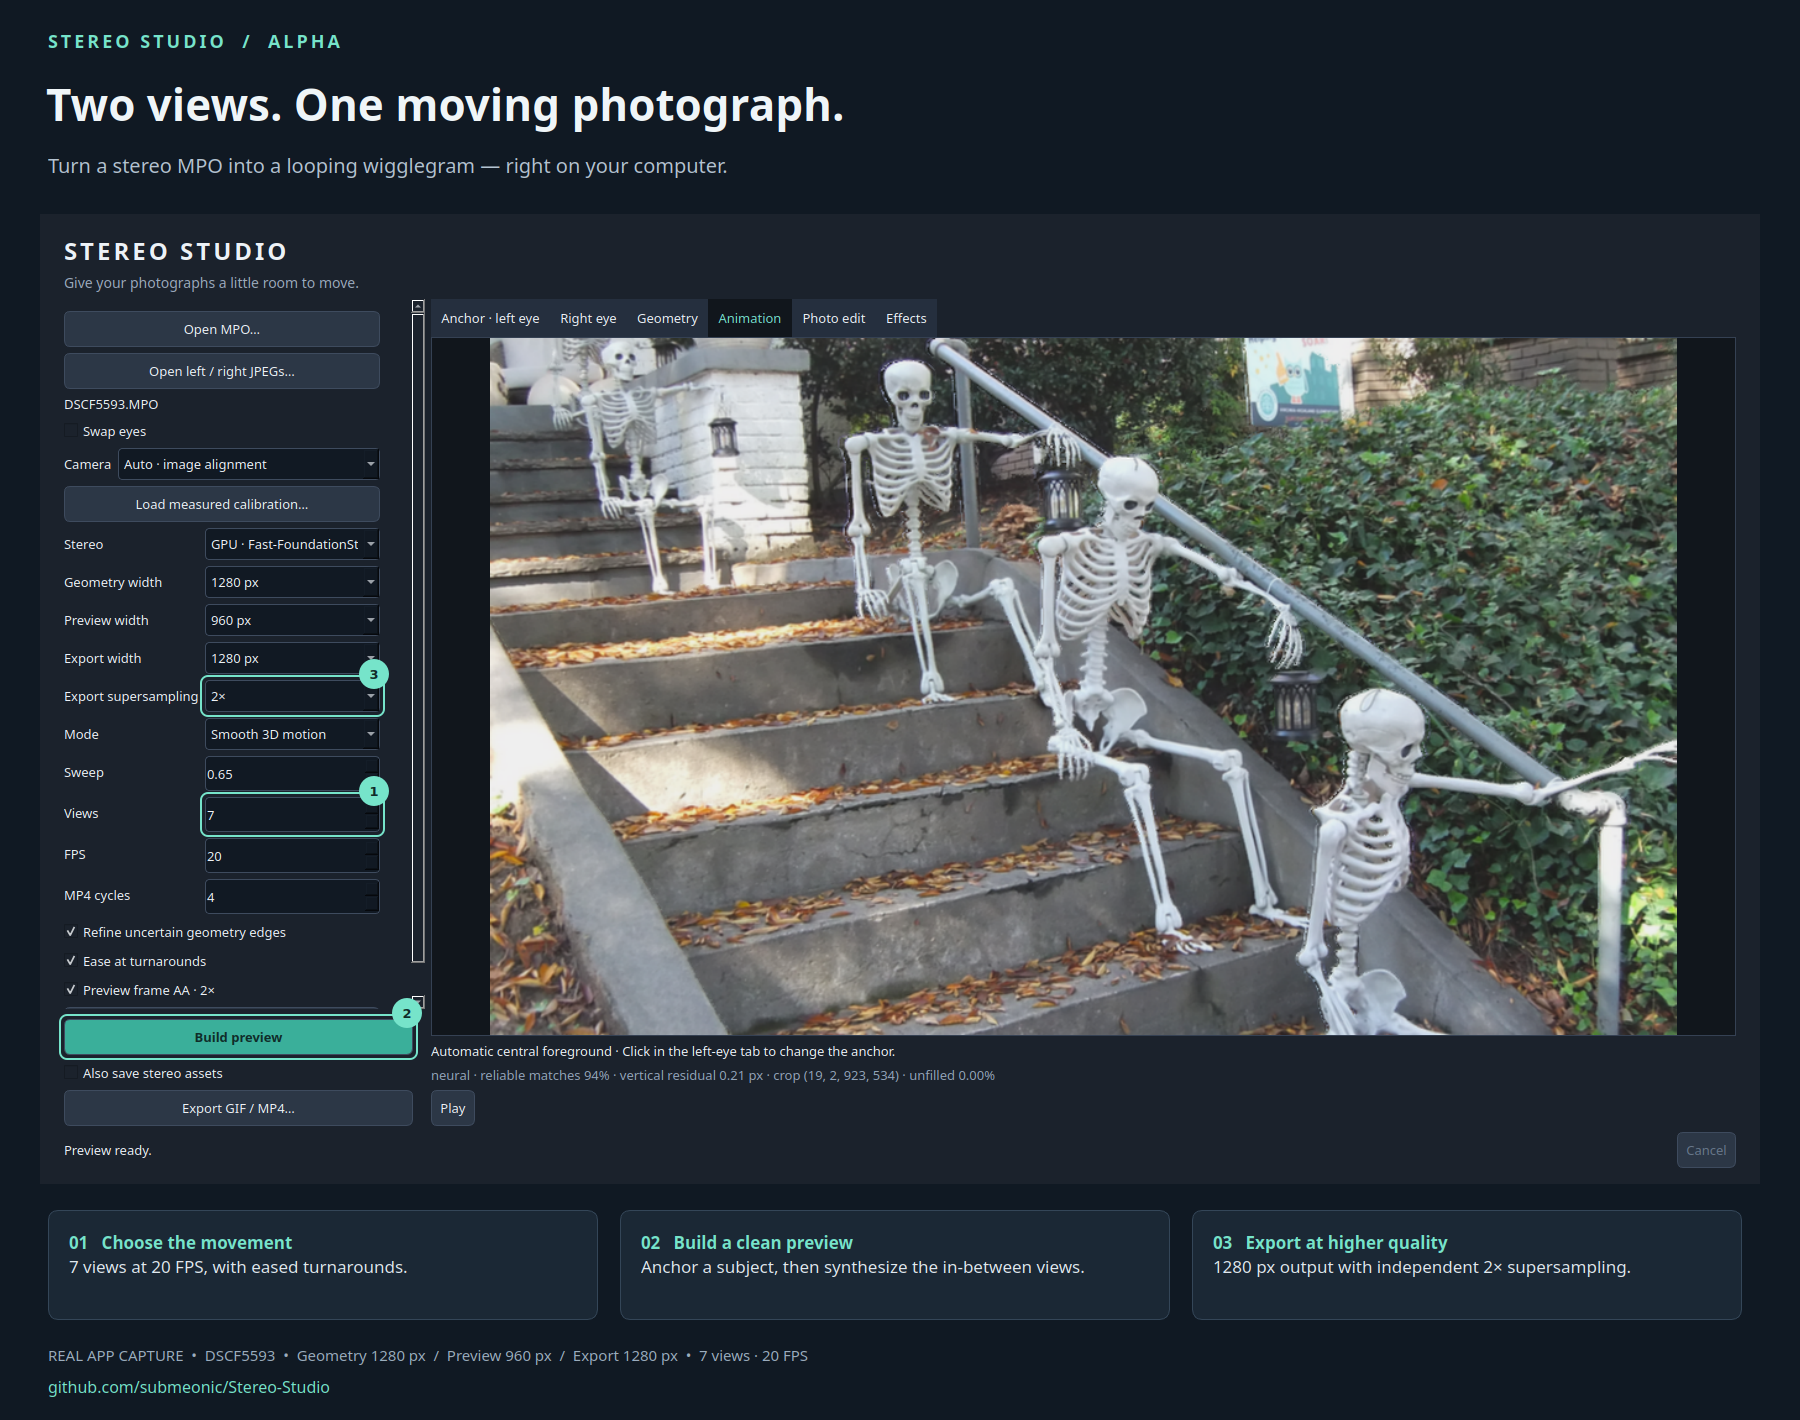 STEREO STUDIO / ALPHA
Two views. One moving photograph.
Turn a stereo MPO into a looping wigglegram — right on your computer.
STEREO STUDIO
Give your photographs a little room to move.
Open MPO...
Open left / right JPEGs...
DSCF5593.MPO
Swap eyes
Camera Auto · image alignment
Load measured calibration...
Stereo GPU · Fast-FoundationSt
Geometry width 1280 px
Preview width 960 px
Export width 1280 px
3
Export supersampling 2×
Mode Smooth 3D motion
Sweep 0.65
1
Views 7
FPS 20
MP4 cycles 4
✓ Refine uncertain geometry edges
✓ Ease at turnarounds
✓ Preview frame AA · 2×
2
Build preview
Also save stereo assets
Export GIF / MP4...
Preview ready.
Anchor · left eye Right eye Geometry Animation Photo edit Effects
Automatic central foreground · Click in the left-eye tab to change the anchor.
neural · reliable matches 94% · vertical residual 0.21 px · crop (19, 2, 923, 534) · unfilled 0.00%
Play
Cancel
01 Choose the movement
7 views at 20 FPS, with eased turnarounds.
02 Build a clean preview
Anchor a subject, then synthesize the in-between views.
03 Export at higher quality
1280 px output with independent 2× supersampling.
REAL APP CAPTURE • DSCF5593 • Geometry 1280 px / Preview 960 px / Export 1280 px • 7 views · 20 FPS
github.com/submeonic/Stereo-Studio